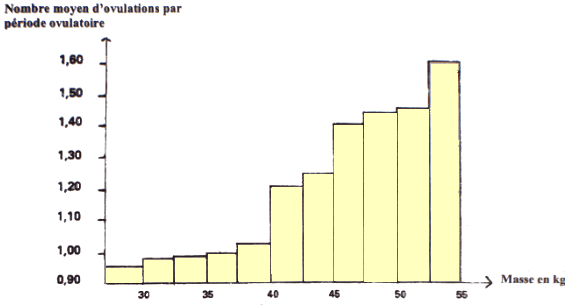 Nombre moyen d'ovulations par
période ovulatoire
1,60
1,50
1,40
1,30
1,20
1,10
1,00
0,90
30 35 40 45 50 55
Masse en kg